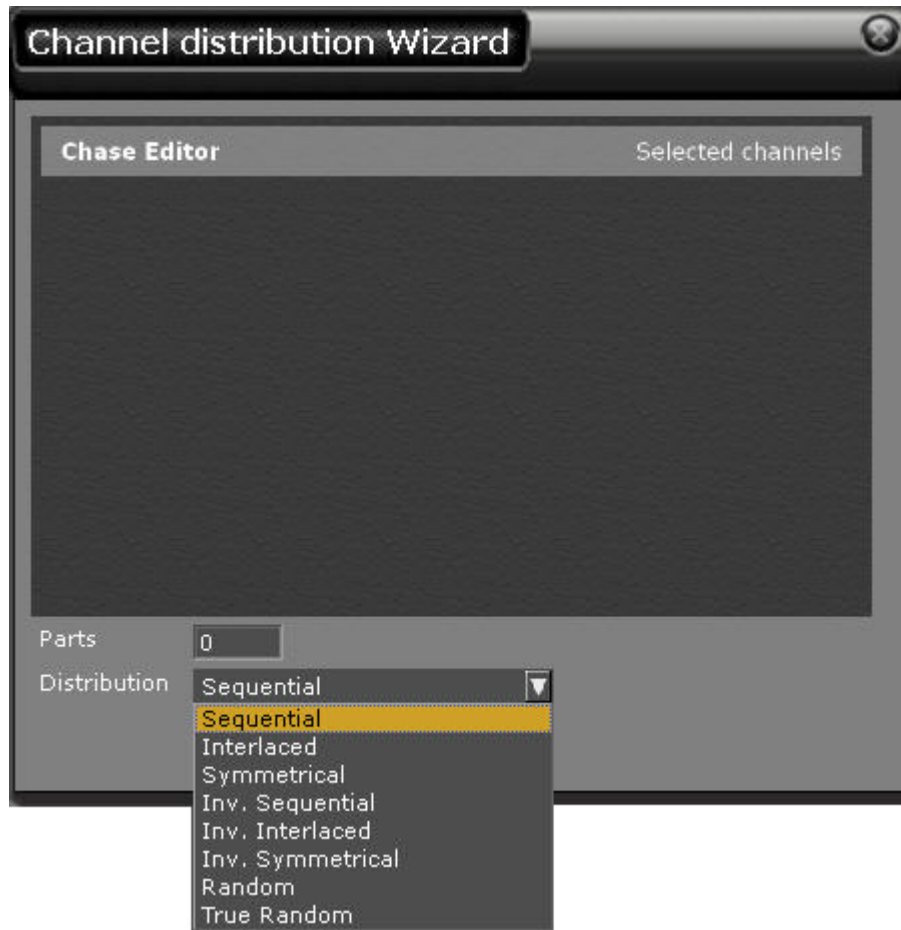 Channel distribution Wizard
Chase Editor Selected channels
Parts 0
Distribution Sequential
Sequential
Interlaced
Symmetrical
Inv. Sequential
Inv. Interlaced
Inv. Symmetrical
Random
True Random